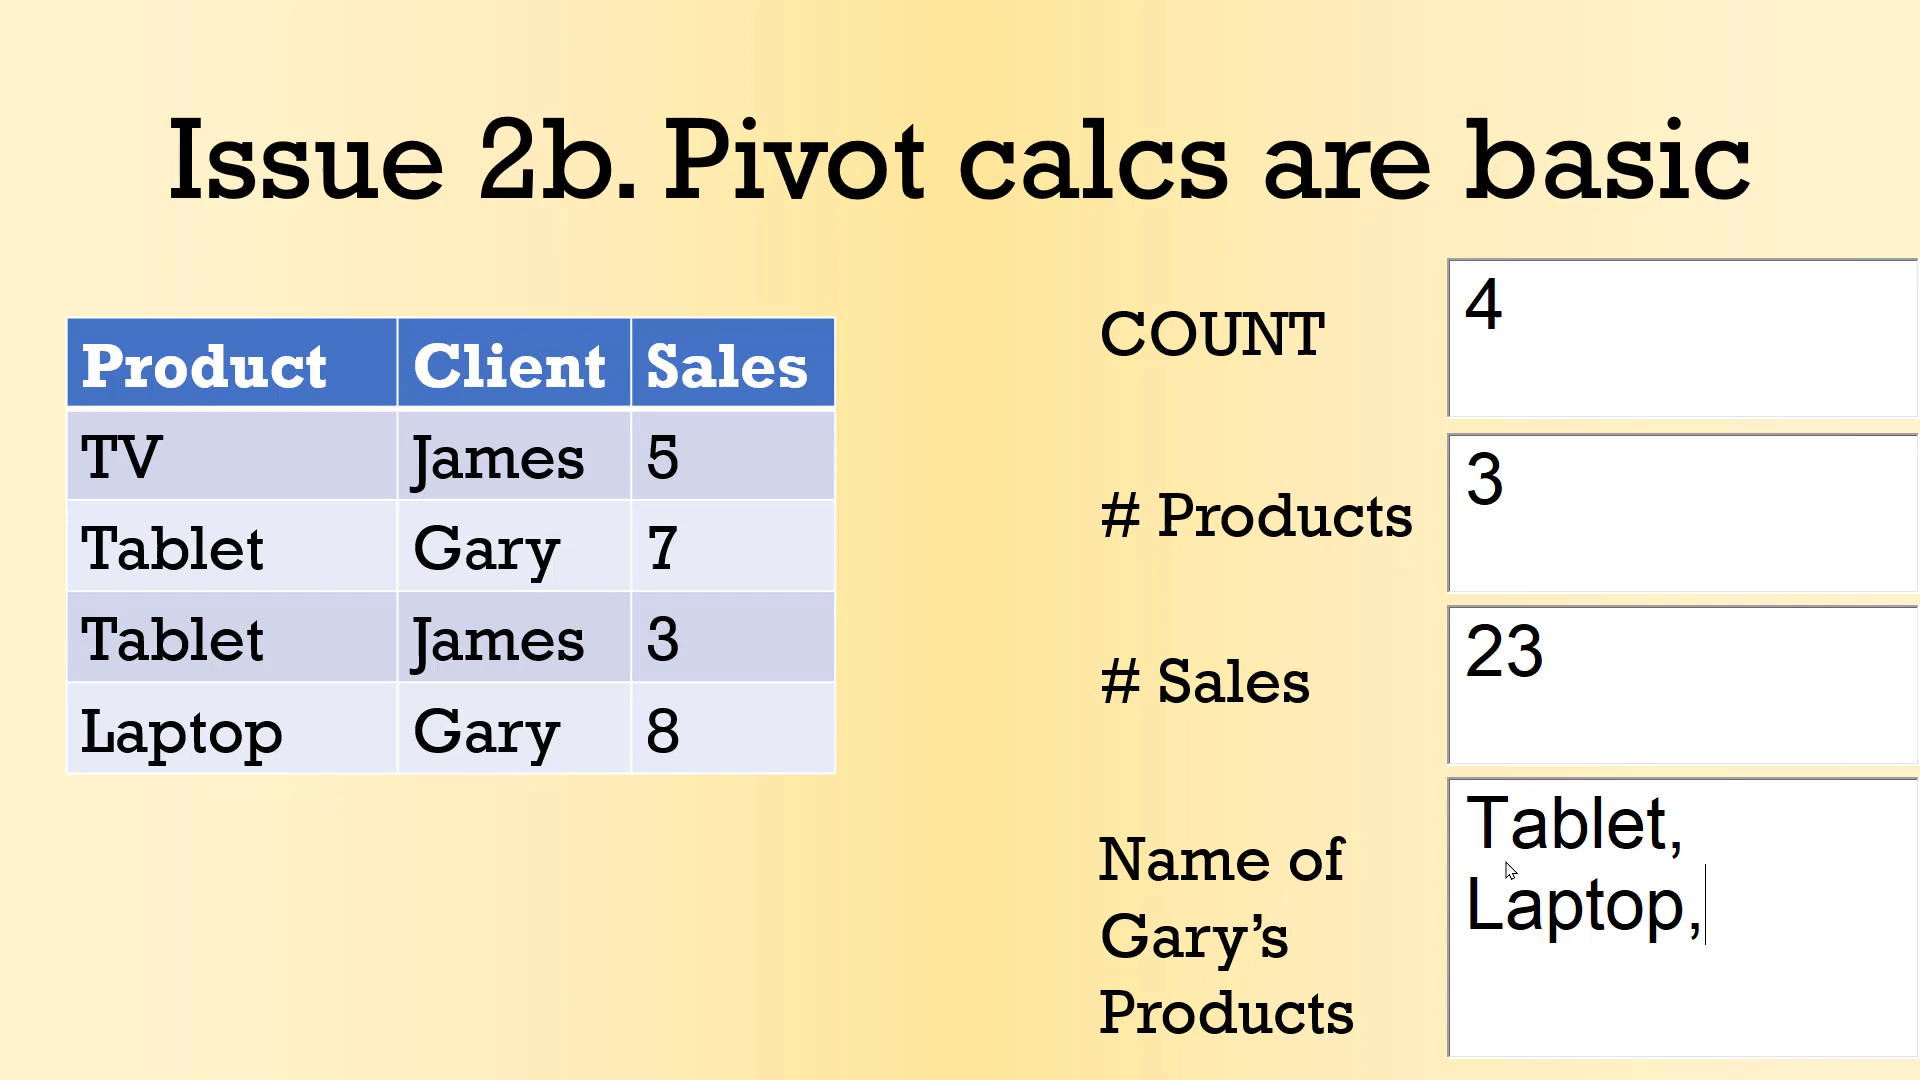 Issue 2b. Pivot calcs are basic
Product Client Sales
TV James 5
Tablet Gary 7
Tablet James 3
Laptop Gary 8
COUNT 4
# Products 3
# Sales 23
Name of
Gary’s
Products
Tablet,
Laptop,